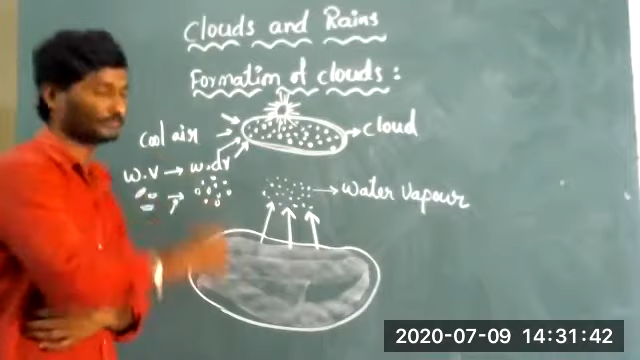 Clouds and Rains
Formation of clouds :
cool air
cloud
w.v → w.dr
water vapour
2020-07-09 14:31:42